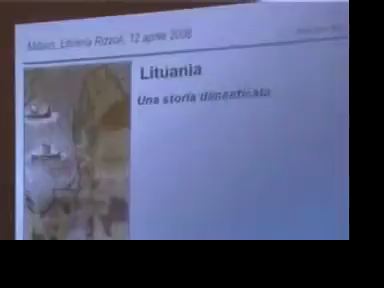 Milano, Libreria Rizzoli, 12 aprile 2008
Lituania
Una storia dimenticata